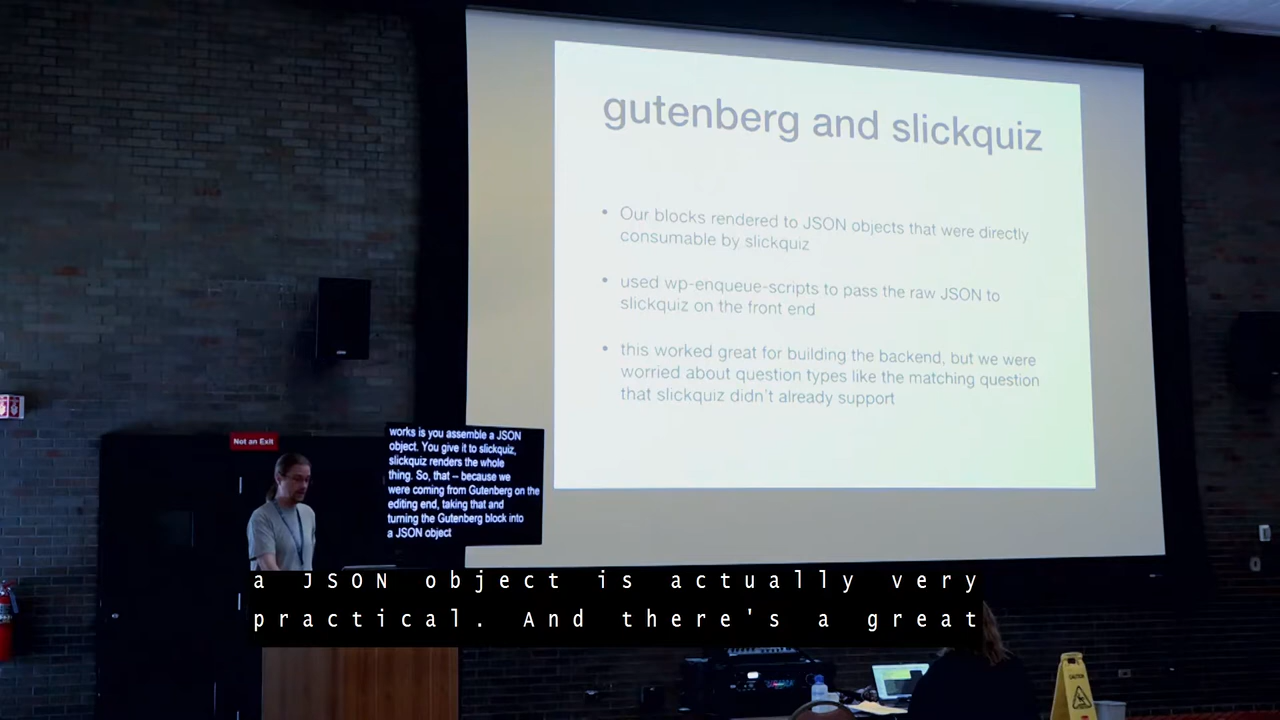 gutenberg and slickquiz
• Our blocks rendered to JSON objects that were directly
consumable by slickquiz
• used wp-enqueue-scripts to pass the raw JSON to
slickquiz on the front end
• this worked great for building the backend, but we were
worried about question types like the matching question
that slickquiz didn't already support
Not an Exit
works is you assemble a JSON
object. You give it to slickquiz,
slickquiz renders the whole
thing. So, that -- because we
were coming from Gutenberg on the
editing end, taking that and
turning the Gutenberg block into
a JSON object
a JSON object is actually very
practical. And there's a great
CAUTION